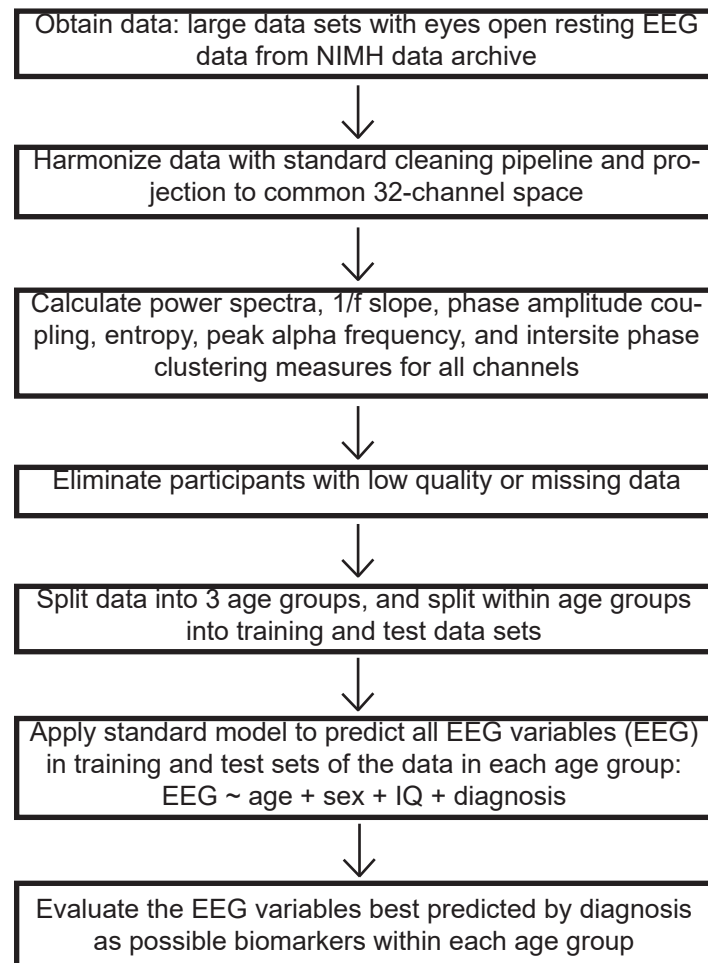 Obtain data: large data sets with eyes open resting EEG
data from NIMH data archive
Harmonize data with standard cleaning pipeline and pro-
jection to common 32-channel space
Calculate power spectra, 1/f slope, phase amplitude cou-
pling, entropy, peak alpha frequency, and intersite phase
clustering measures for all channels
Eliminate participants with low quality or missing data
Split data into 3 age groups, and split within age groups
into training and test data sets
Apply standard model to predict all EEG variables (EEG)
in training and test sets of the data in each age group:
EEG ~ age + sex + IQ + diagnosis
Evaluate the EEG variables best predicted by diagnosis
as possible biomarkers within each age group